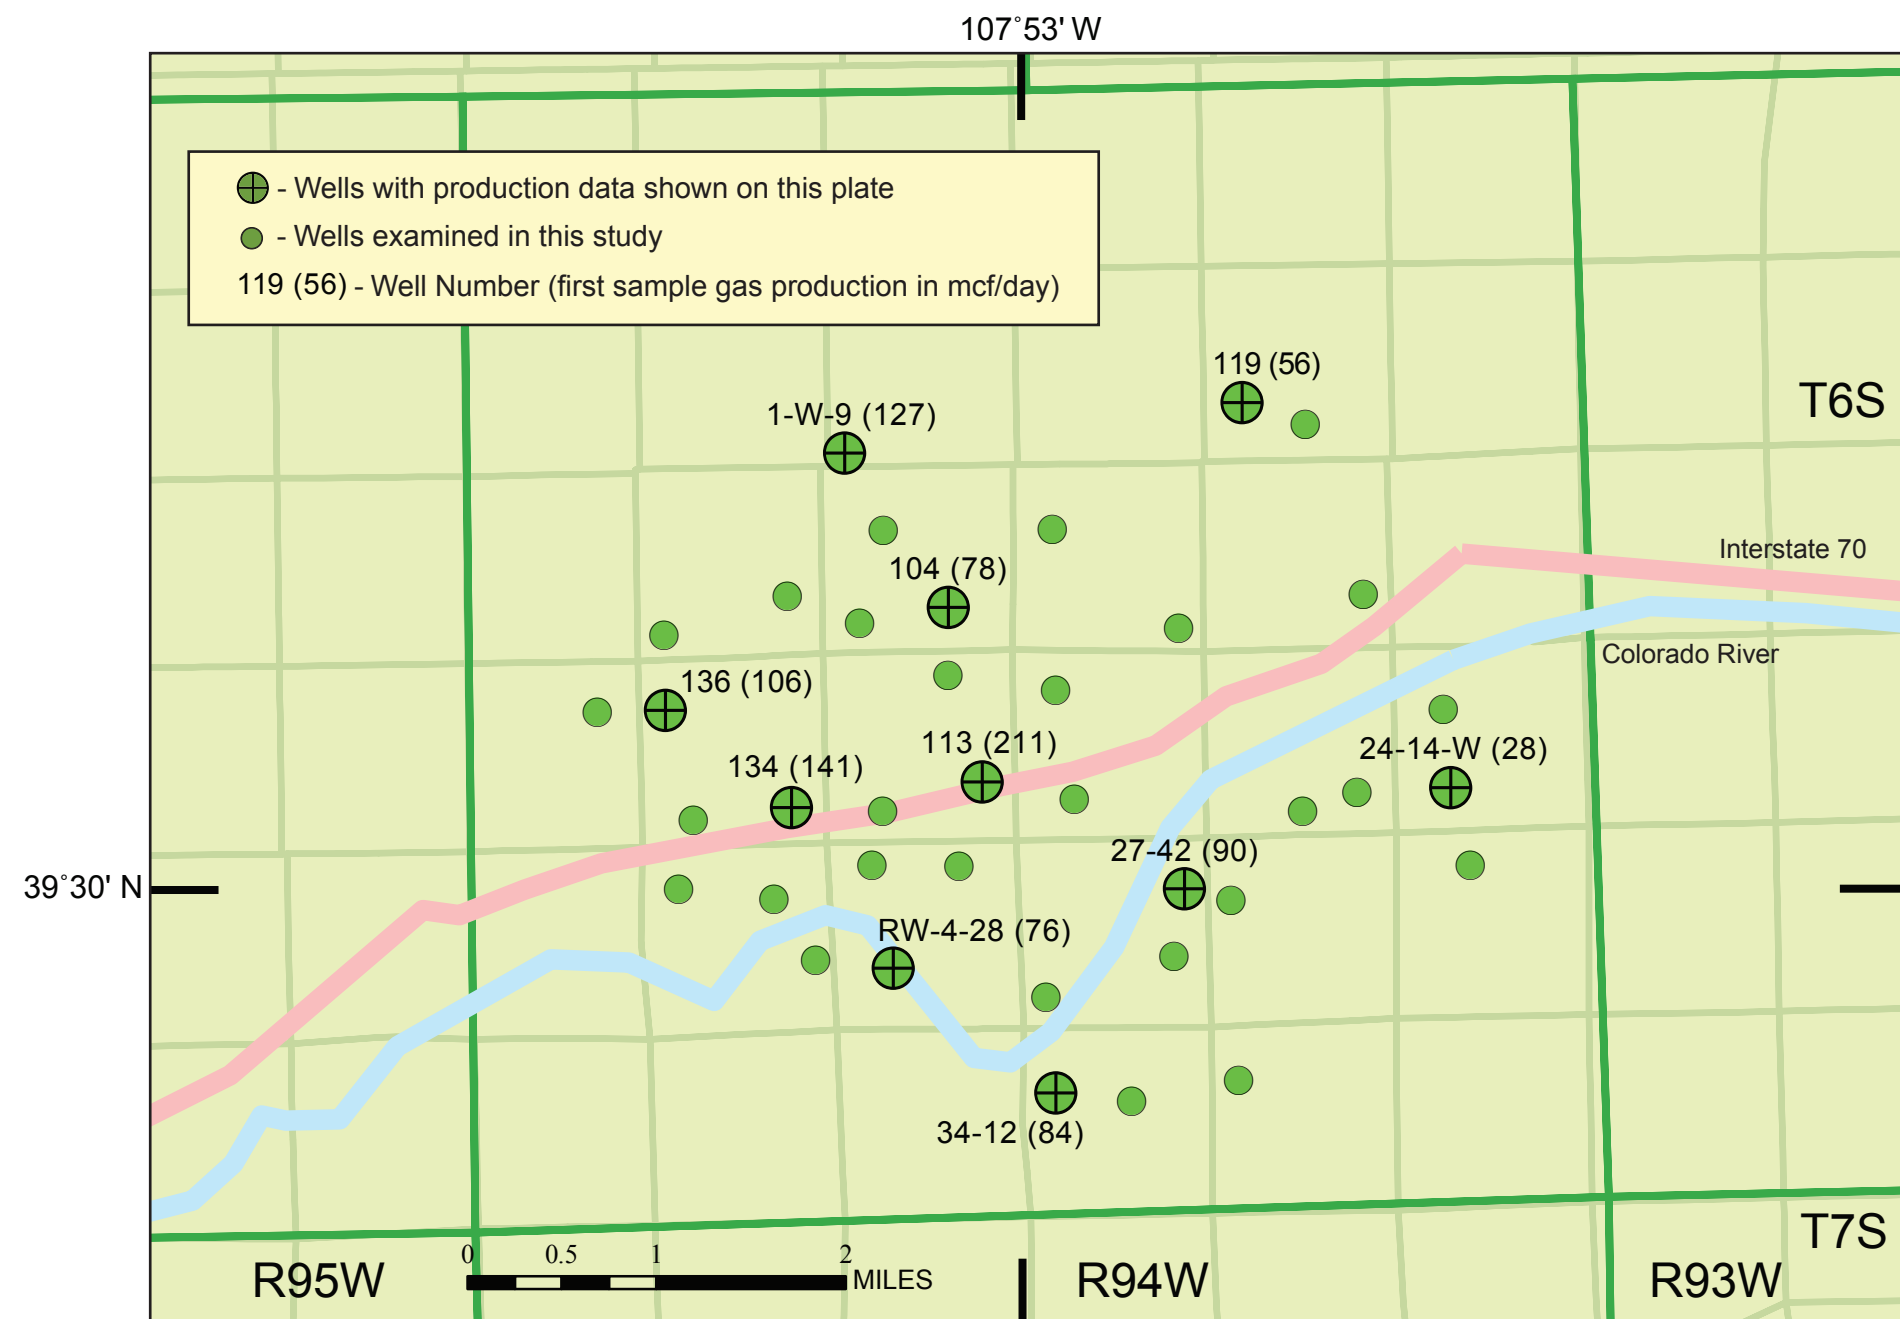 107°53' W
- Wells with production data shown on this plate
- Wells examined in this study
119 (56) - Well Number (first sample gas production in mcf/day)
119 (56)
T6S
1-W-9 (127)
Interstate 70
104 (78)
Colorado River
136 (106)
113 (211)
24-14-W (28)
134 (141)
27-42 (90)
39°30' N
RW-4-28 (76)
34-12 (84)
T7S
0 0.5 1 2
MILES
R95W R94W R93W